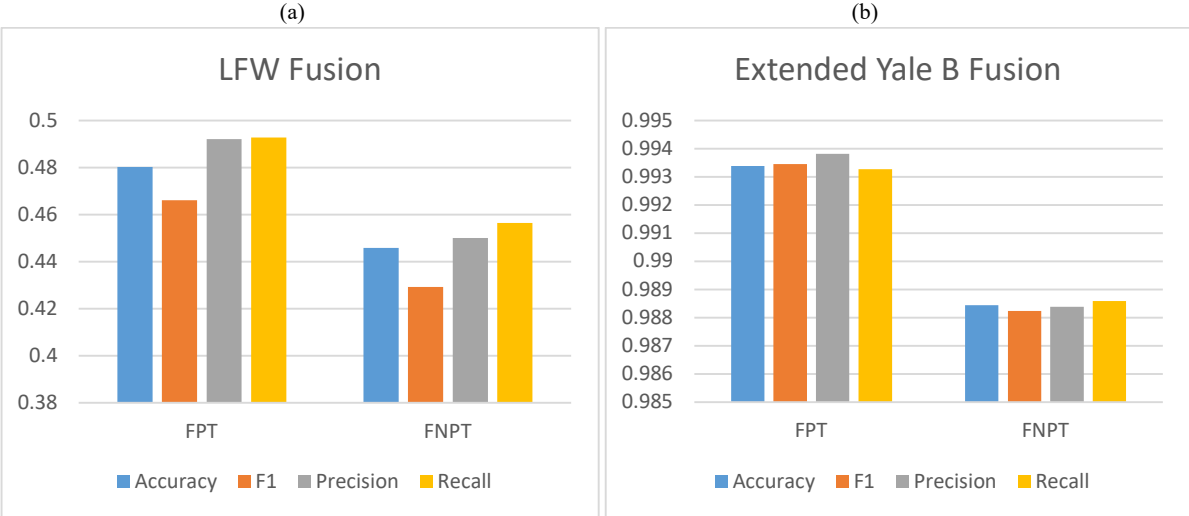 (a)
LFW Fusion
0.5
0.48
0.46
0.44
0.42
0.4
0.38
FPT FNPT
Accuracy F1 Precision Recall
(b)
Extended Yale B Fusion
0.995
0.994
0.993
0.992
0.991
0.99
0.989
0.988
0.987
0.986
0.985
FPT FNPT
Accuracy F1 Precision Recall